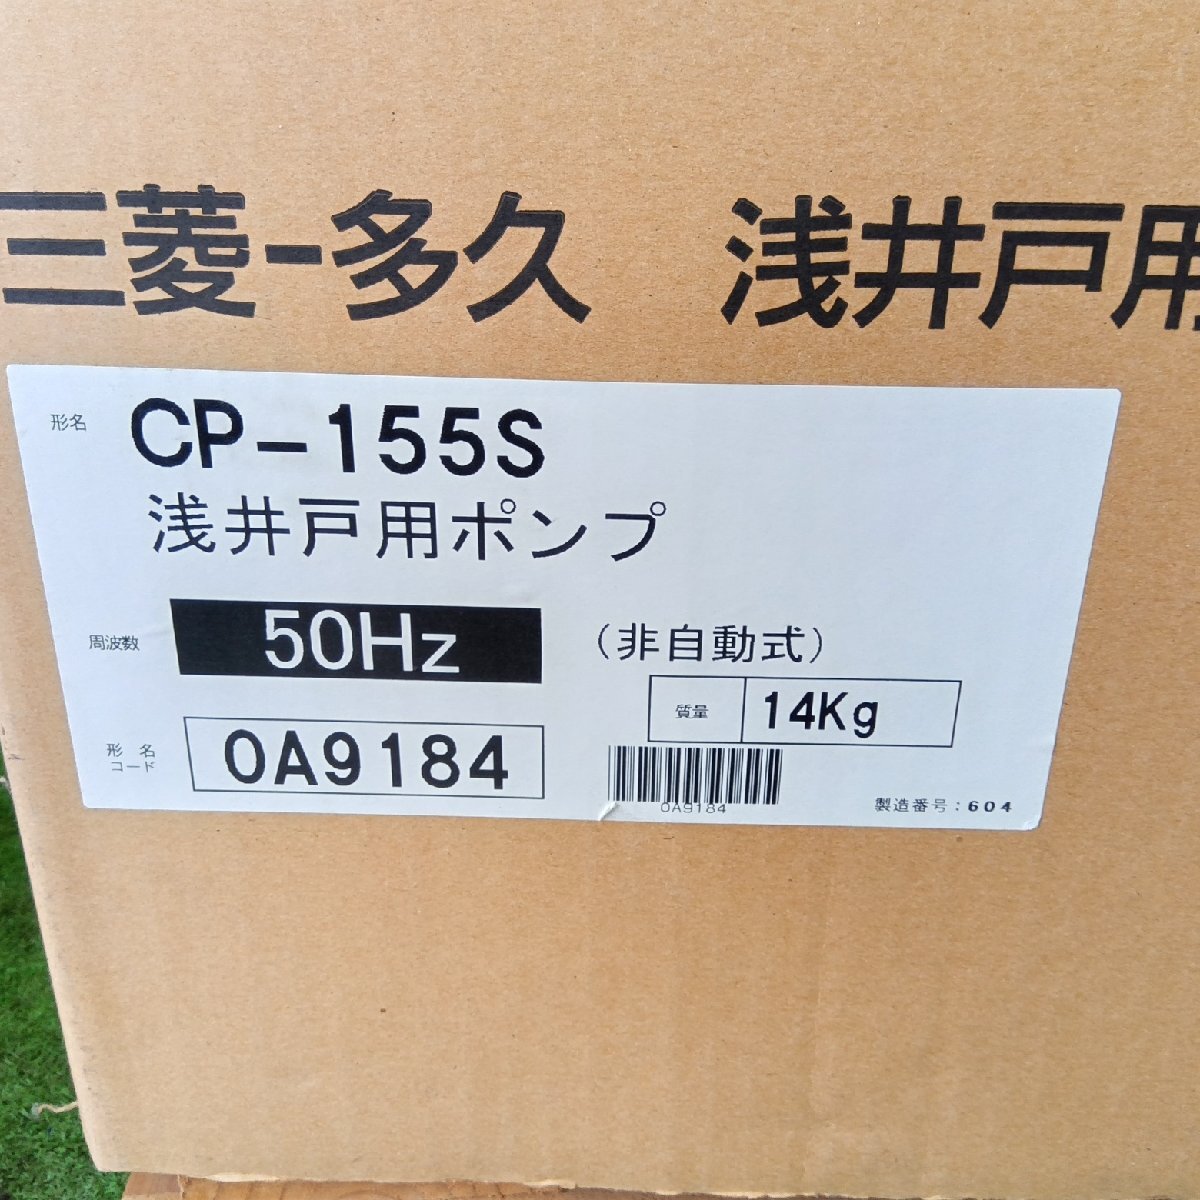 三菱-多久 浅井戸用
形名 CP-155S
浅井戸用ポンプ
周波数 50Hz (非自動式)
質量 14Kg
形名コード 0A9184
0A9184
製造番号:604